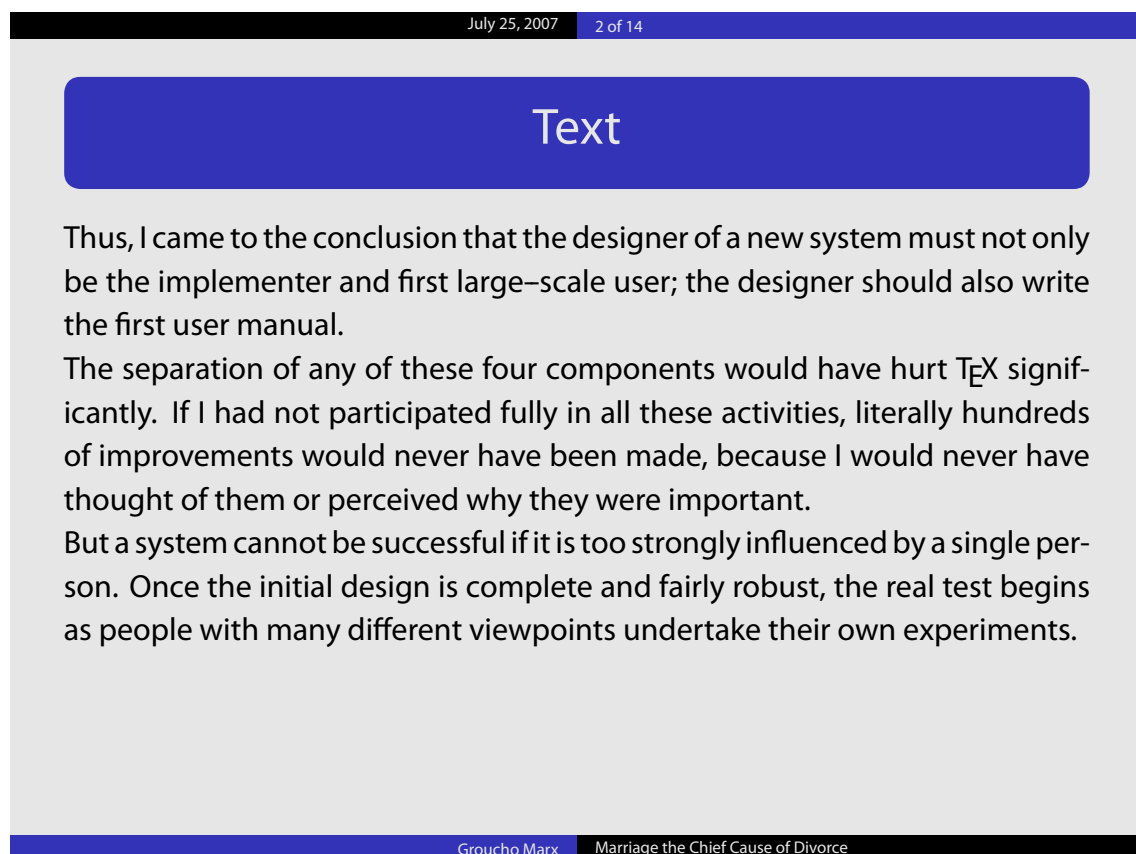 July 25, 2007 2 of 14
Text
Thus, I came to the conclusion that the designer of a new system must not only
be the implementer and first large–scale user; the designer should also write
the first user manual.
The separation of any of these four components would have hurt TEX signif-
icantly. If I had not participated fully in all these activities, literally hundreds
of improvements would never have been made, because I would never have
thought of them or perceived why they were important.
But a system cannot be successful if it is too strongly influenced by a single per-
son. Once the initial design is complete and fairly robust, the real test begins
as people with many different viewpoints undertake their own experiments.
Groucho Marx Marriage the Chief Cause of Divorce